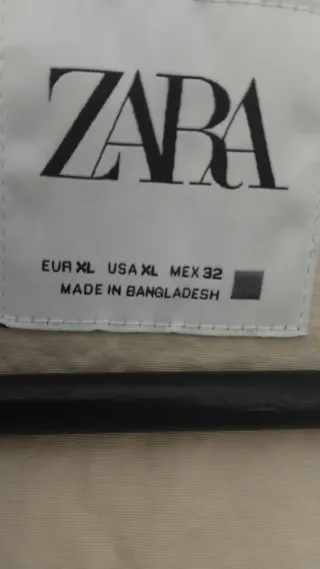 ZARA
EUR XL USA XL MEX 32
MADE IN BANGLADESH